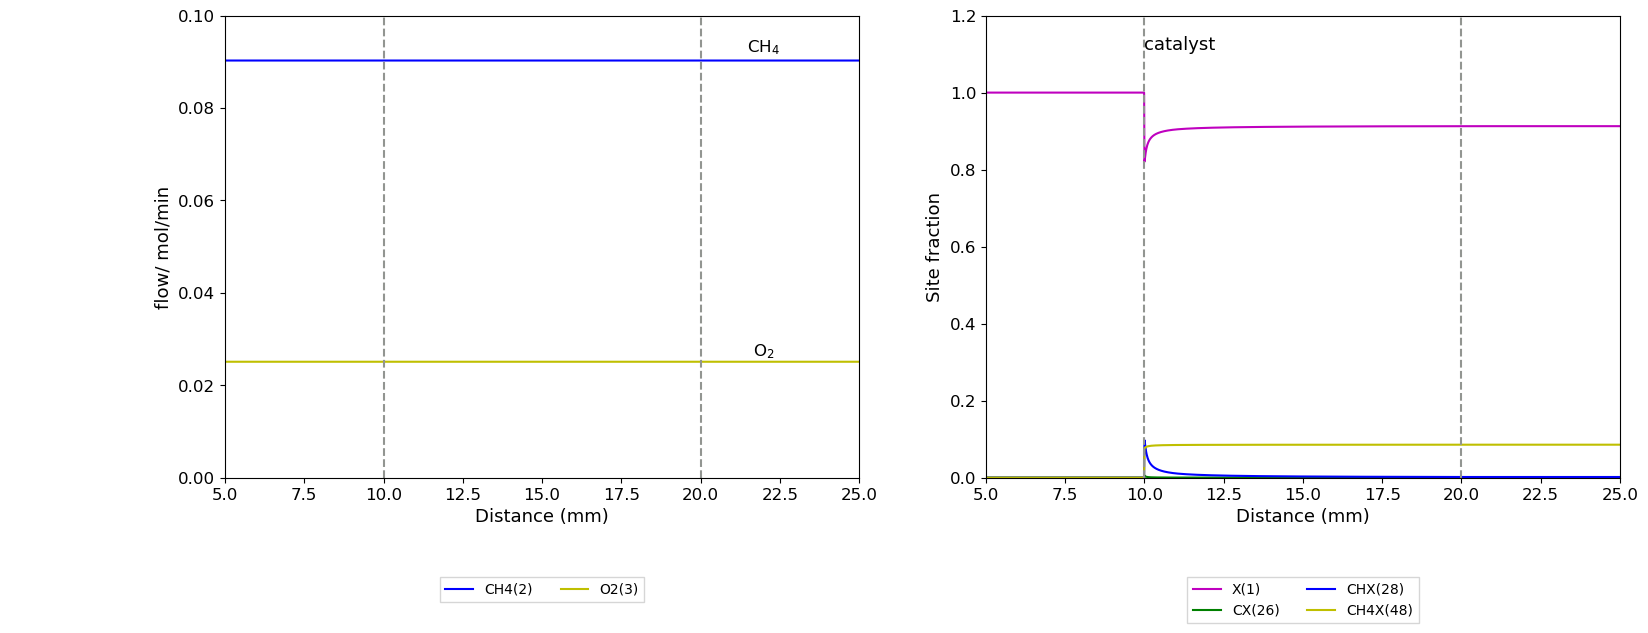 0.10
0.08
0.06
0.04
0.02
0.00
flow/ mol/min
CH₄
O₂
5.0 7.5 10.0 12.5 15.0 17.5 20.0 22.5 25.0
Distance (mm)
CH4(2) O2(3)
1.2
1.0
0.8
0.6
0.4
0.2
0.0
Site fraction
catalyst
5.0 7.5 10.0 12.5 15.0 17.5 20.0 22.5 25.0
Distance (mm)
X(1) CHX(28)
CX(26) CH4X(48)